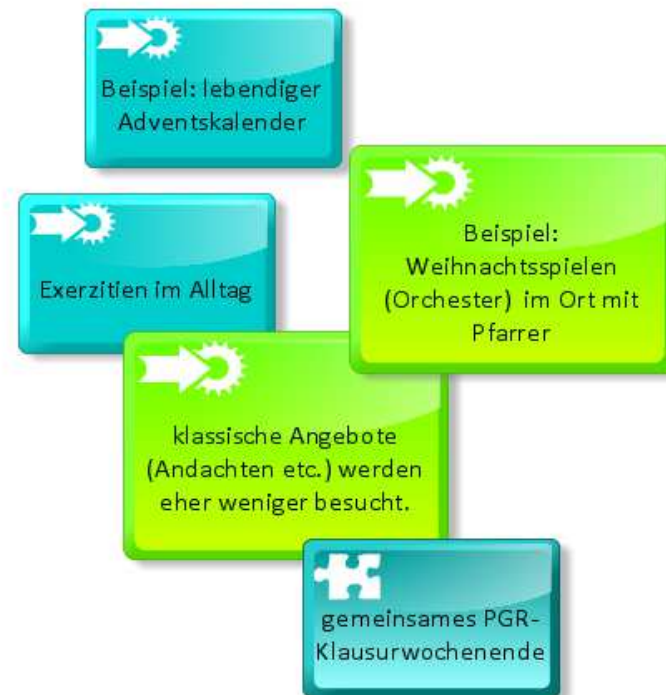 Beispiel: lebendiger
Adventskalender
Beispiel:
Weihnachtsspielen
(Orchester) im Ort mit
Pfarrer
Exerzitien im Alltag
klassische Angebote
(Andachten etc.) werden
eher weniger besucht.
gemeinsames PGR-
Klausurwochenende